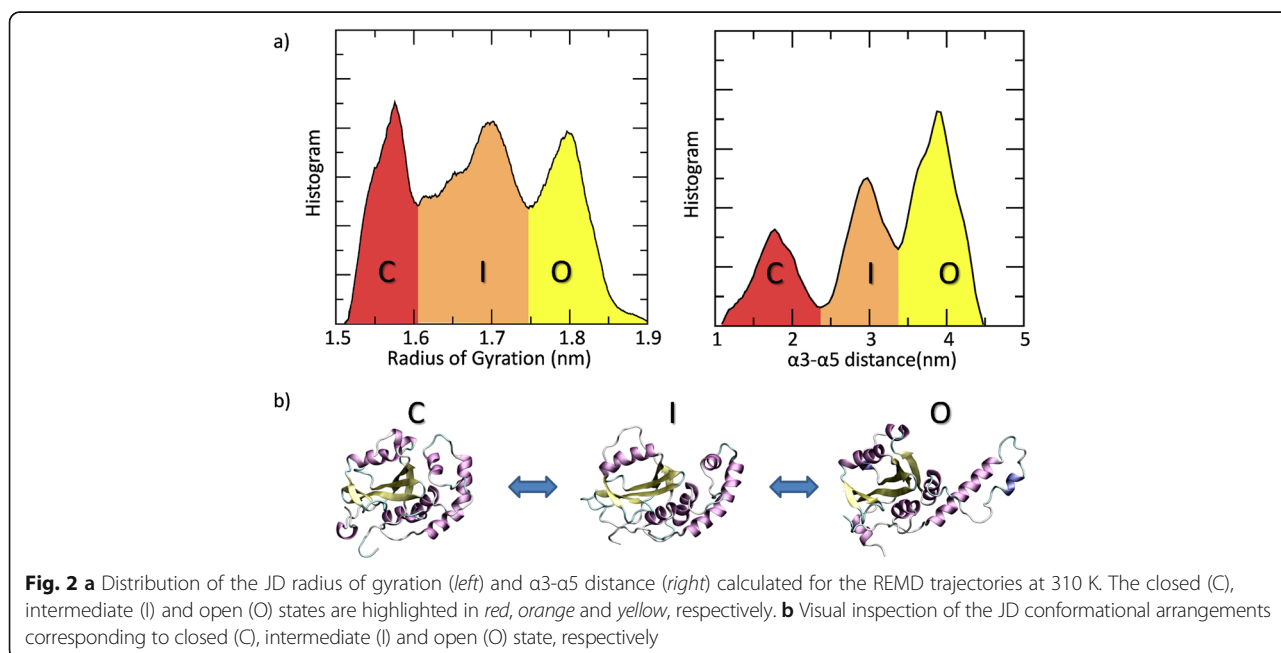 a)
Histogram
C
I
O
1.5
1.6
1.7
1.8
1.9
Radius of Gyration (nm)
Histogram
C
I
O
1
2
3
4
5
α3-α5 distance(nm)
b)
C
I
O
Fig. 2 a Distribution of the JD radius of gyration (left) and α3-α5 distance (right) calculated for the REMD trajectories at 310 K. The closed (C),
intermediate (I) and open (O) states are highlighted in red, orange and yellow, respectively. b Visual inspection of the JD conformational arrangements
corresponding to closed (C), intermediate (I) and open (O) state, respectively